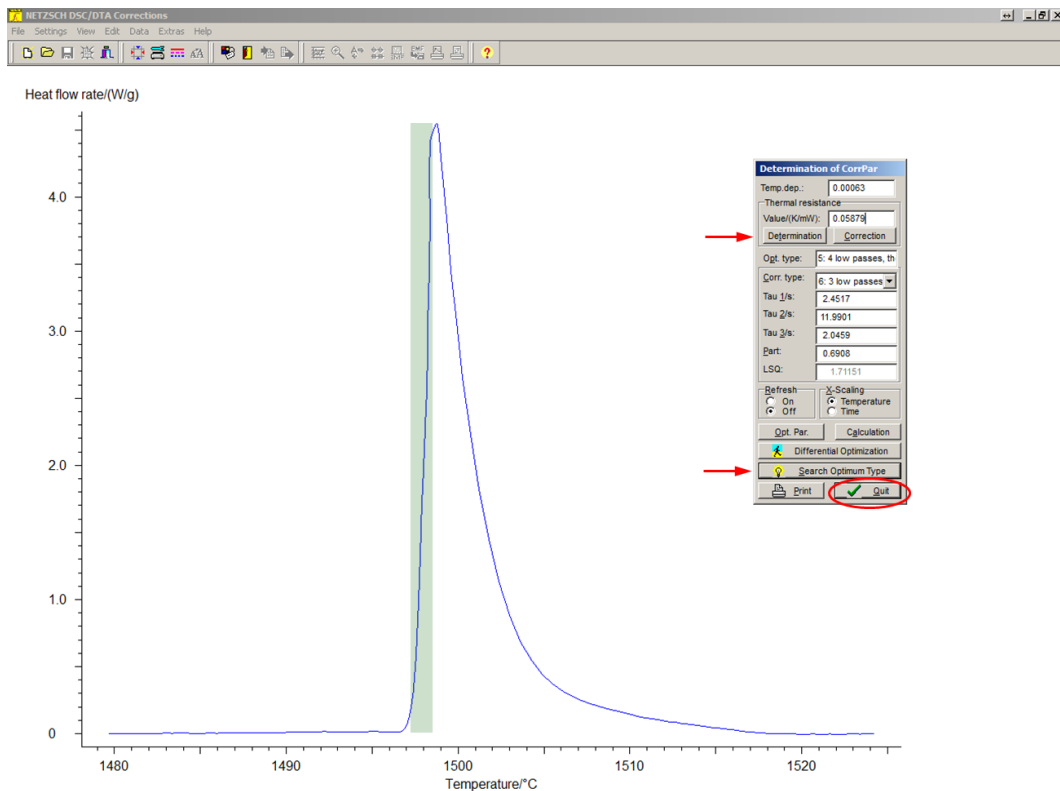 NETZSCH DSC/DTA Corrections
File Settings View Edit Data Extras Help
Heat flow rate/(W/g)
4.0
3.0
2.0
1.0
0
1480
1490
1500
1510
1520
Temperature/°C
Determination of CorrPar
Temp.dep.: 0.00063
Thermal resistance
Value/(K/mW): 0.05879
Determination Correction
Opt. type: 5: 4 low passes, th
Corr. type: 6: 3 low passes
Tau 1/s: 2.4517
Tau 2/s: 11.9901
Tau 3/s: 2.0459
Part: 0.6908
LSQ: 1.71151
Refresh X-Scaling
On Temperature
Off Time
Opt. Par. Calculation
Differential Optimization
Search Optimum Type
Print Quit